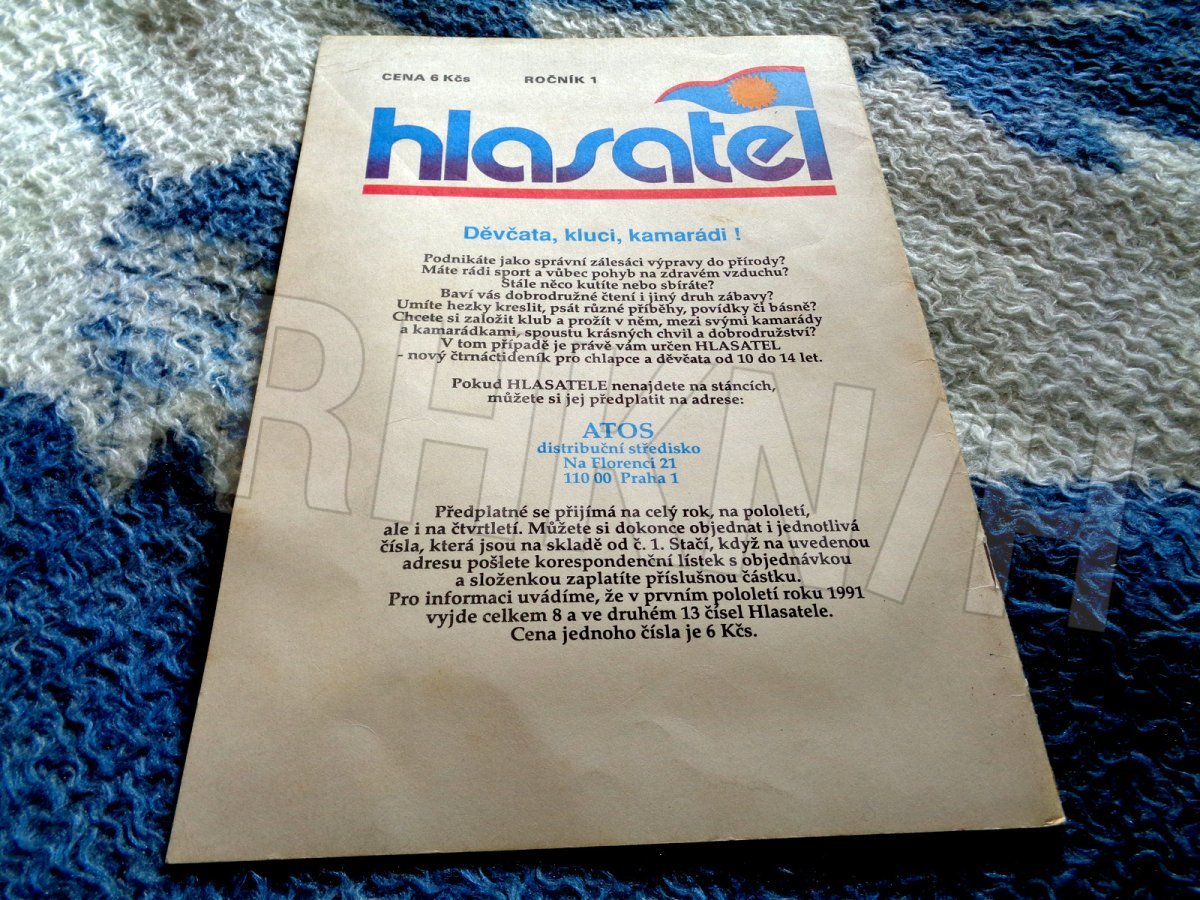 CENA 6 Kčs ROČNÍK 1
hlasatel
Děvčata, kluci, kamarádi !
Podnikáte jako správní zálesáci výpravy do přírody?
Máte rádi sport a vůbec pohyb na zdravém vzduchu?
Stále něco kutíte nebo sbíráte?
Baví vás dobrodružné čtení i jiný druh zábavy?
Umíte hezky kreslit, psát různé příběhy, povídky či básně?
Chcete si založit klub a prožít v něm, mezi svými kamarády
a kamarádkami, spoustu krásných chvil a dobrodružství?
V tom případě je právě vám určen HLASATEL
- nový čtrnáctideník pro chlapce a děvčata od 10 do 14 let.
Pokud HLASATELE nenajdete na stáncích,
můžete si jej předplatit na adrese:
ATOS
distribuční středisko
Na Florenci 21
110 00 Praha 1
Předplatné se přijímá na celý rok, na pololetí,
ale i na čtvrtletí. Můžete si dokonce objednat i jednotlivá
čísla, která jsou na skladě od č. 1. Stačí, když na uvedenou
adresu pošlete korespondenční lístek s objednávkou
a složenkou zaplatíte příslušnou částku.
Pro informaci uvádíme, že v prvním pololetí roku 1991
vyjde celkem 8 a ve druhém 13 čísel Hlasatele.
Cena jednoho čísla je 6 Kčs.